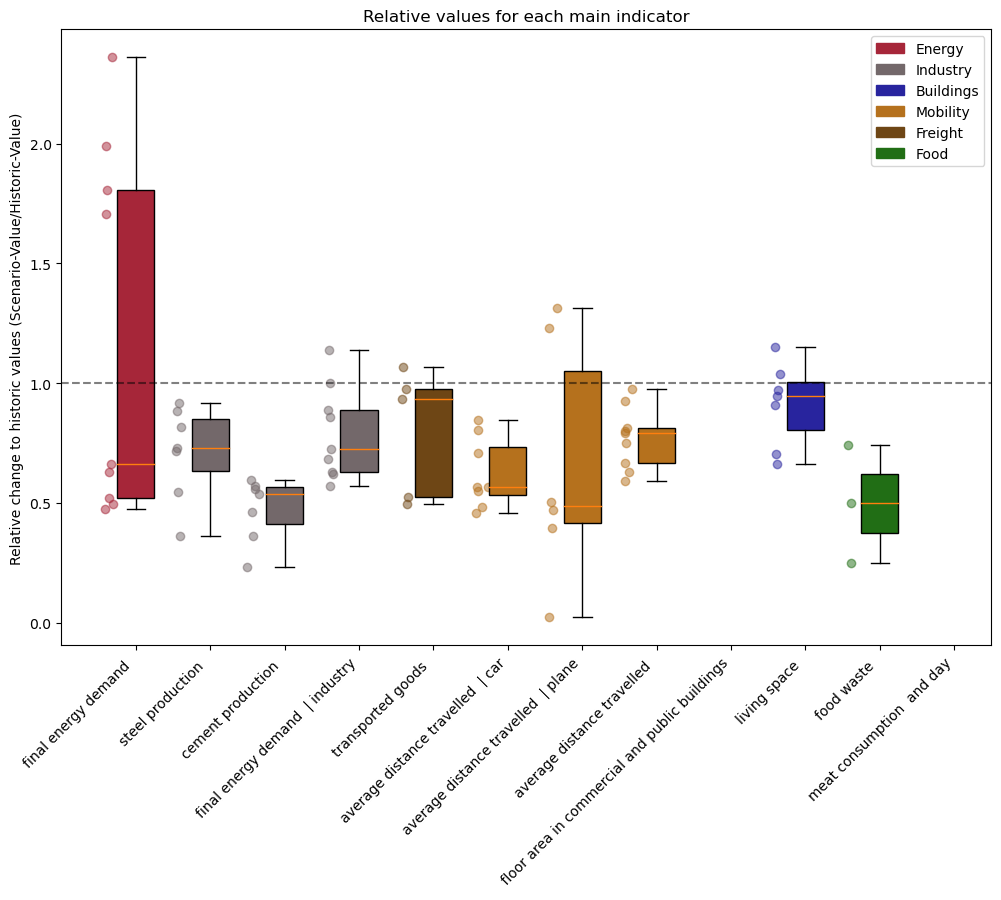 Relative values for each main indicator
Relative change to historic values (Scenario-Value/Historic-Value)
2.0
1.5
1.0
0.5
0.0
Energy
Industry
Buildings
Mobility
Freight
Food
final energy demand
steel production
cement production
final energy demand | industry
transported goods
average distance travelled | car
average distance travelled | plane
average distance travelled
floor area in commercial and public buildings
living space
food waste
meat consumption and day